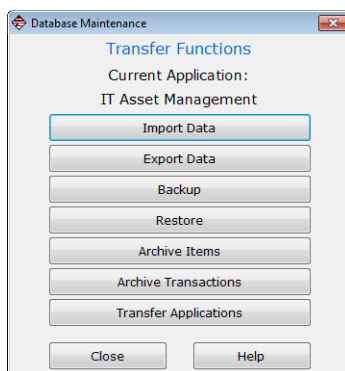 Database Maintenance
Transfer Functions
Current Application:
IT Asset Management
Import Data
Export Data
Backup
Restore
Archive Items
Archive Transactions
Transfer Applications
Close Help